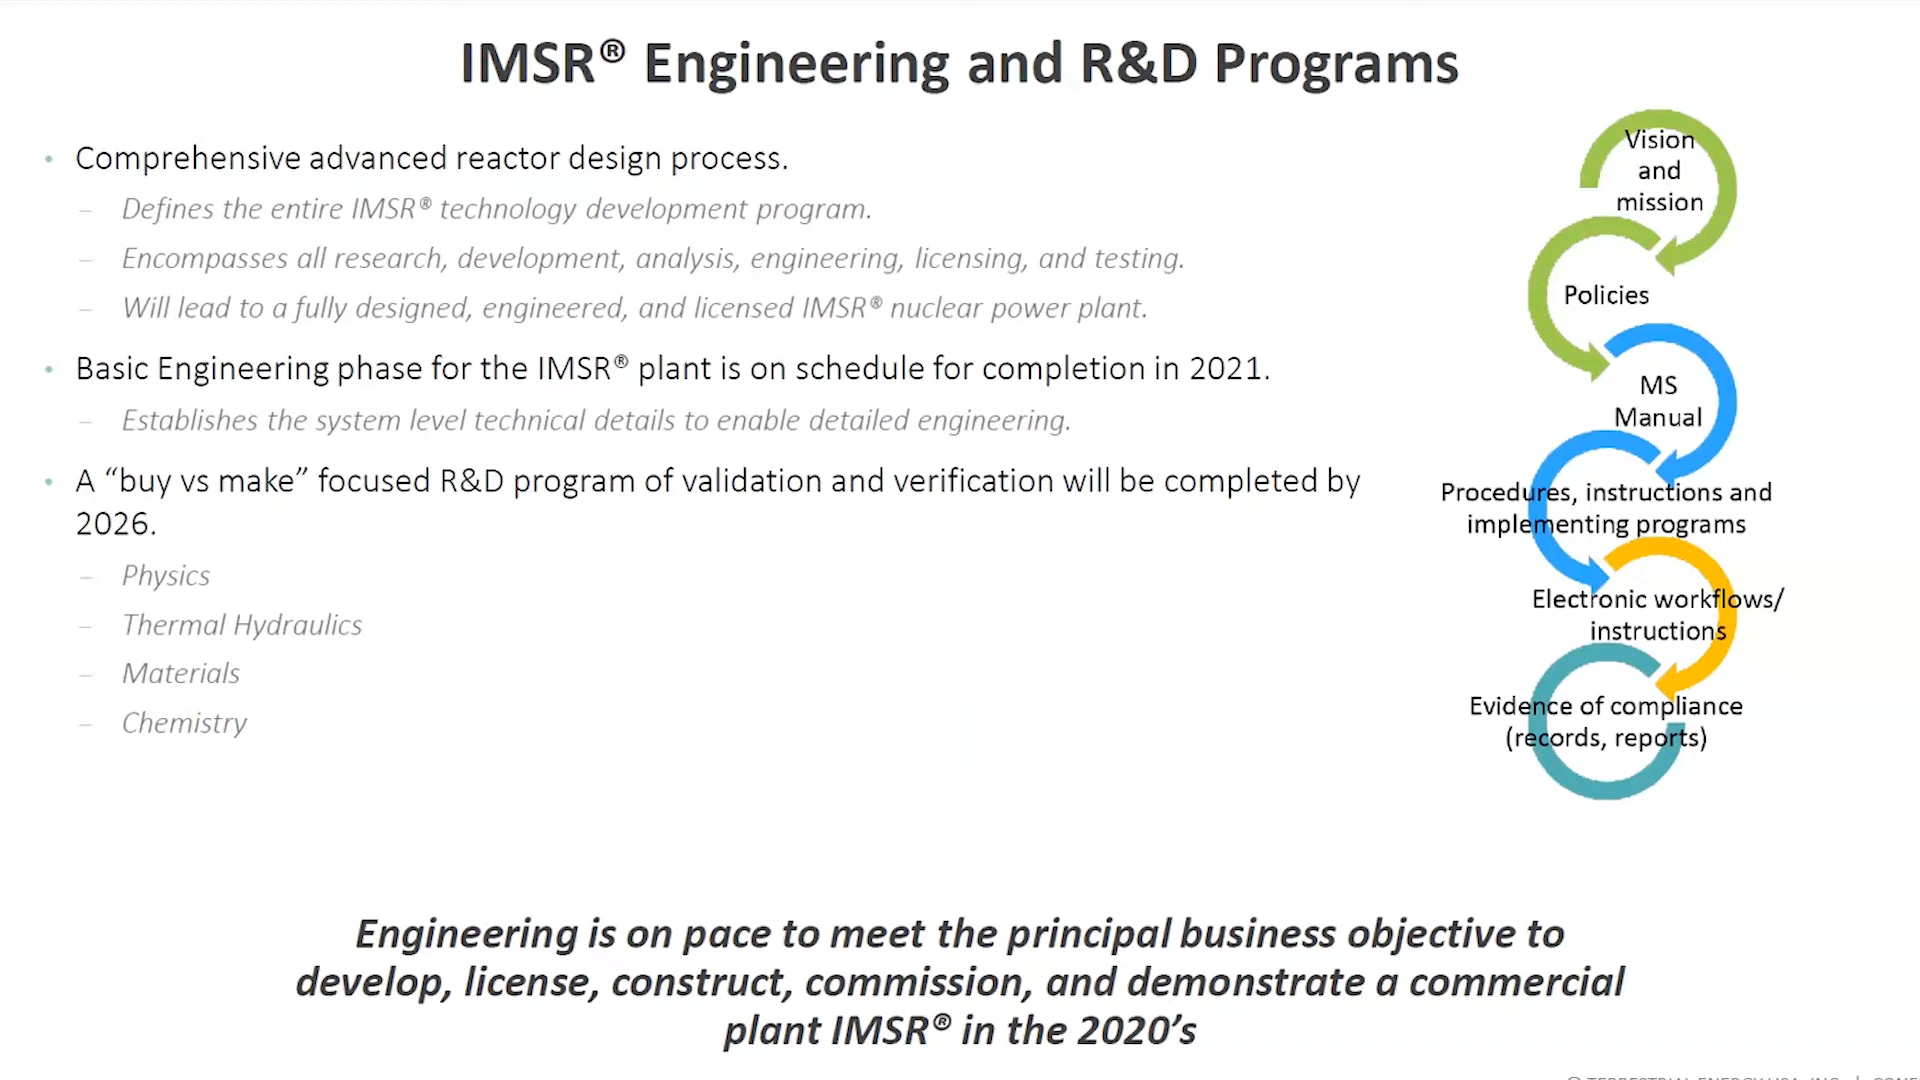 IMSR® Engineering and R&D Programs
• Comprehensive advanced reactor design process.
– Defines the entire IMSR® technology development program.
– Encompasses all research, development, analysis, engineering, licensing, and testing.
– Will lead to a fully designed, engineered, and licensed IMSR® nuclear power plant.
• Basic Engineering phase for the IMSR® plant is on schedule for completion in 2021.
– Establishes the system level technical details to enable detailed engineering.
• A “buy vs make” focused R&D program of validation and verification will be completed by
2026.
– Physics
– Thermal Hydraulics
– Materials
– Chemistry
Vision
and
mission
Policies
MS
Manual
Procedures, instructions and
implementing programs
Electronic workflows/
instructions
Evidence of compliance
(records, reports)
Engineering is on pace to meet the principal business objective to
develop, license, construct, commission, and demonstrate a commercial
plant IMSR® in the 2020’s